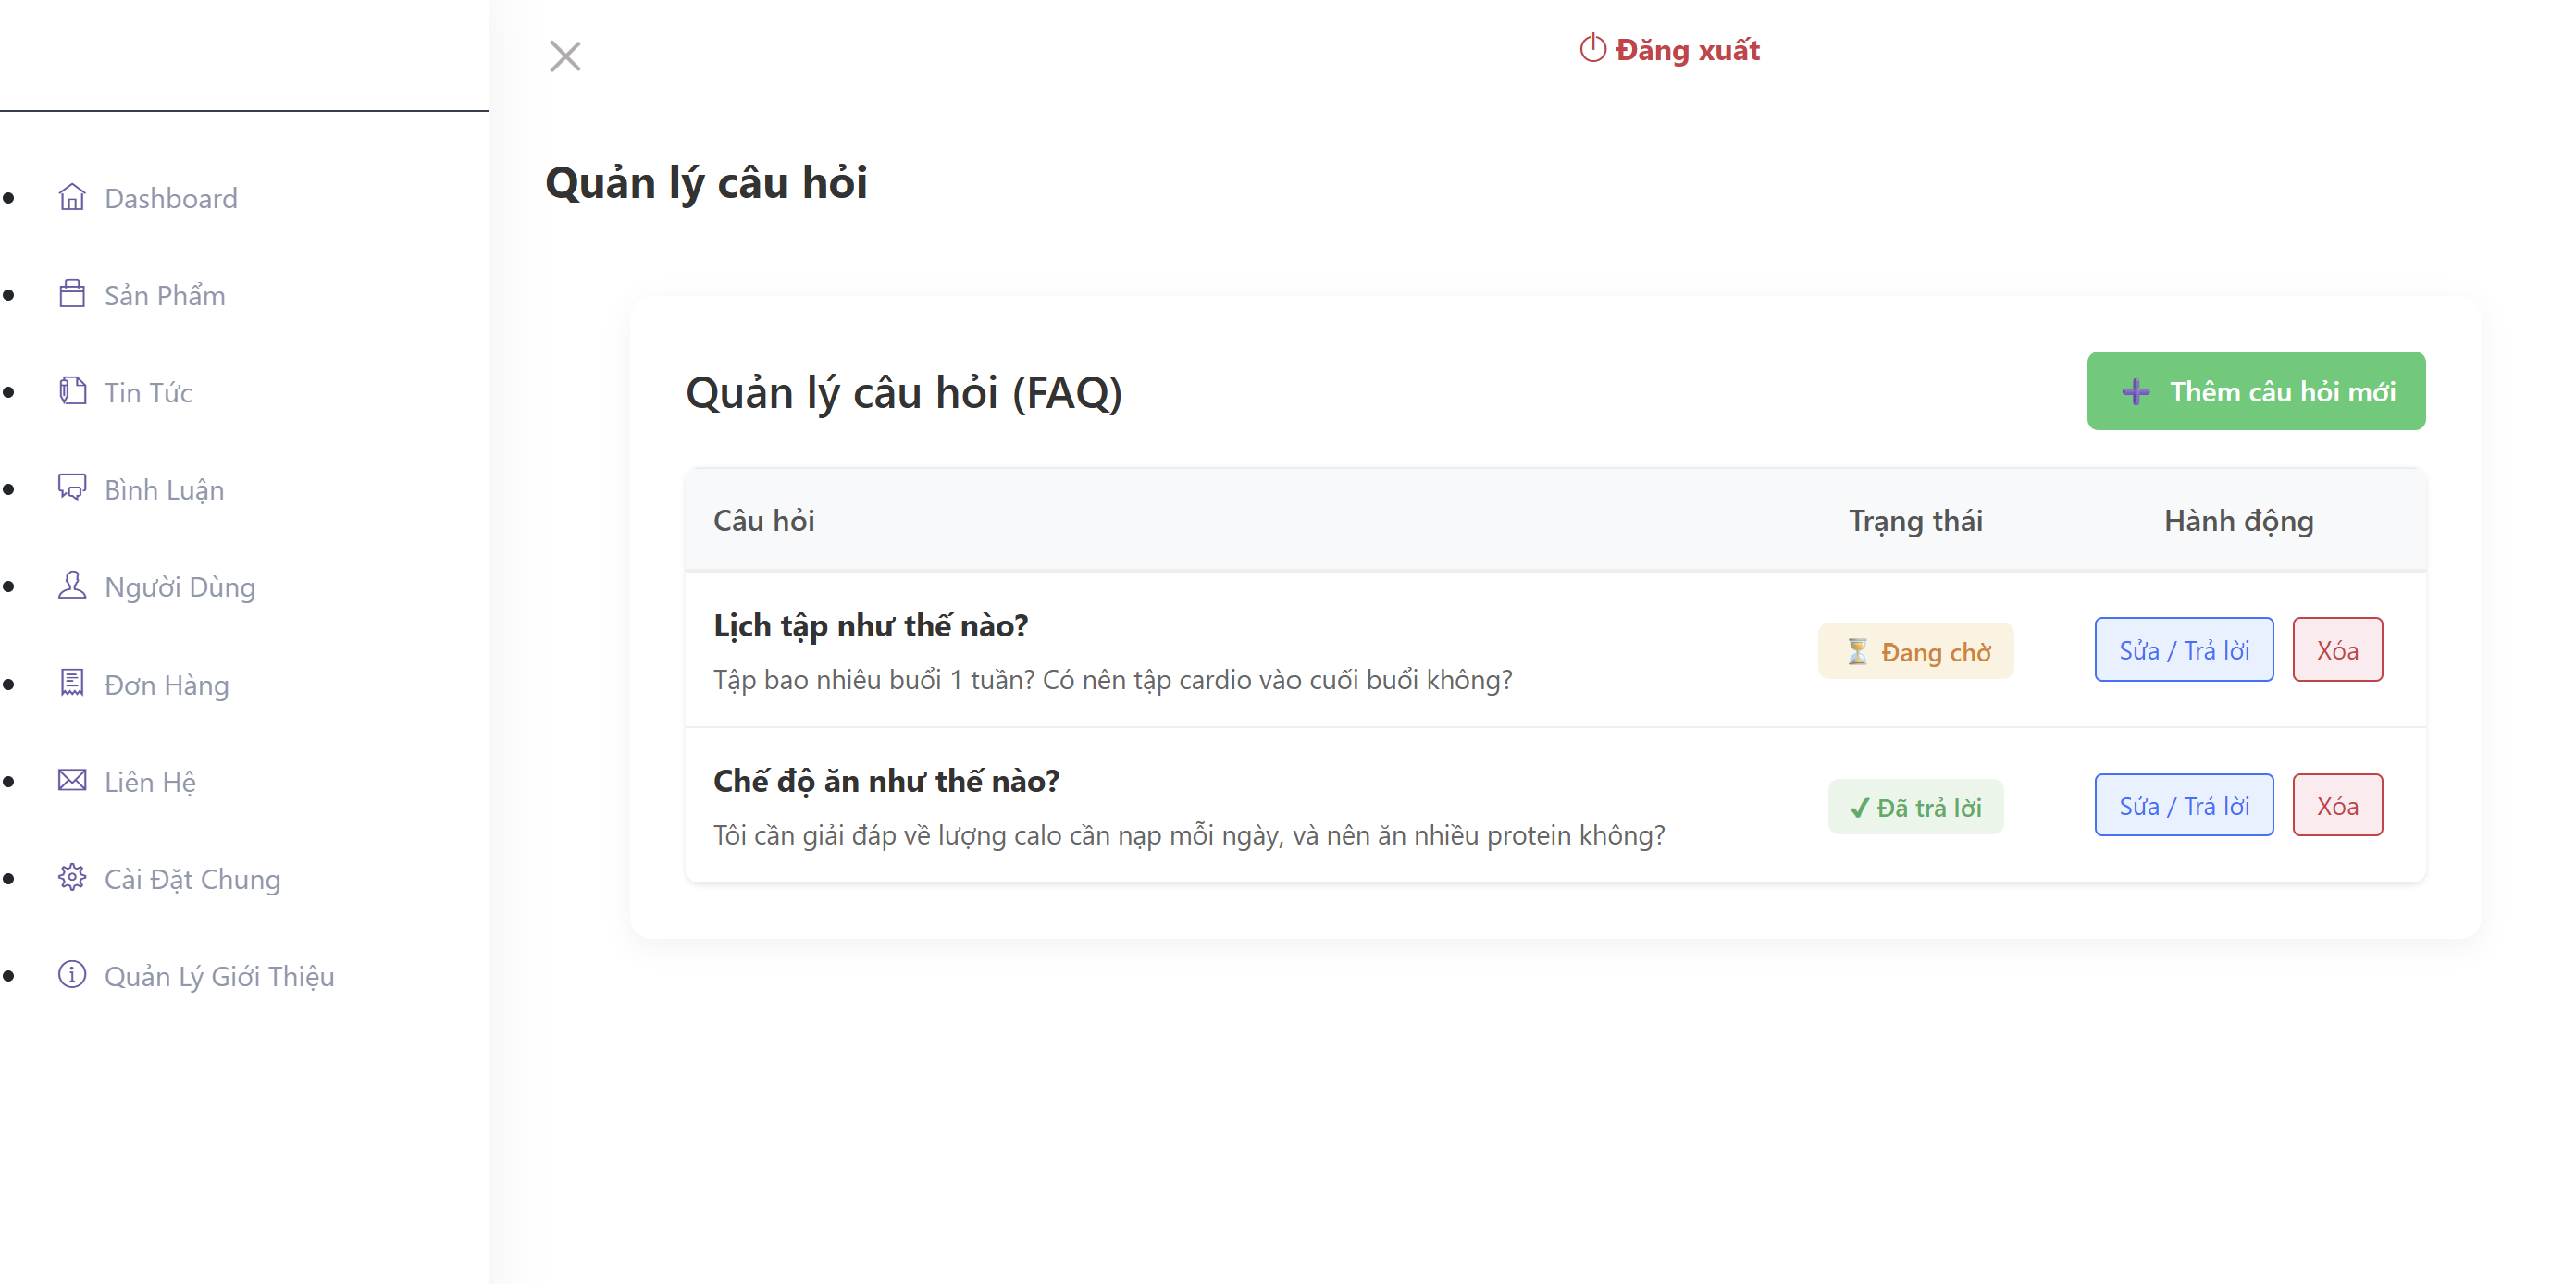 Đăng xuất
Dashboard
Sản Phẩm
Tin Tức
Bình Luận
Người Dùng
Đơn Hàng
Liên Hệ
Cài Đặt Chung
Quản Lý Giới Thiệu
Quản lý câu hỏi
Quản lý câu hỏi (FAQ)
Thêm câu hỏi mới
Câu hỏi Trạng thái Hành động
Lịch tập như thế nào?
Tập bao nhiêu buổi 1 tuần? Có nên tập cardio vào cuối buổi không?
Đang chờ Sửa / Trả lời Xóa
Chế độ ăn như thế nào?
Tôi cần giải đáp về lượng calo cần nạp mỗi ngày, và nên ăn nhiều protein không?
Đã trả lời Sửa / Trả lời Xóa